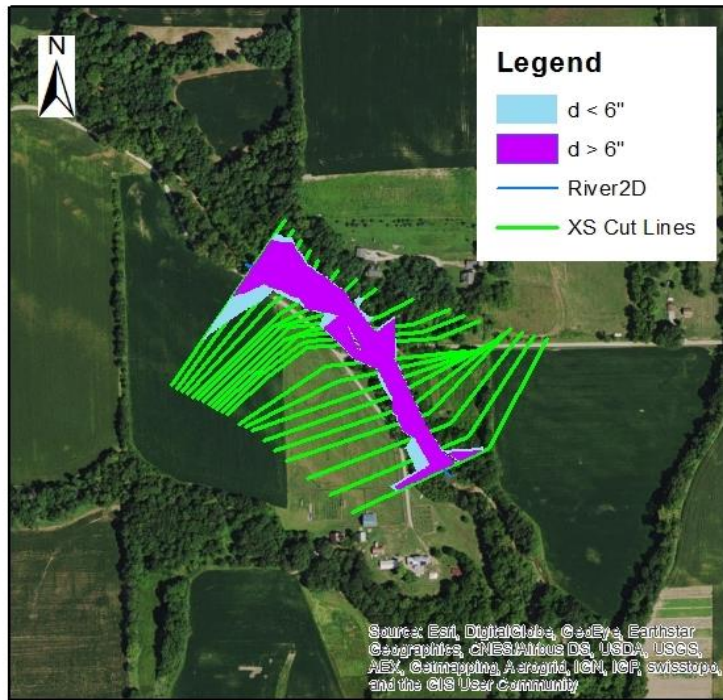 N
Legend
d < 6"
d > 6"
River2D
XS Cut Lines
Source: Esri, DigitalGlobe, GeoEye, Earthstar
Geographics, CNES/Airbus DS, USDA, USGS,
AEX, Getmapping, Aerogrid, IGN, IGP, swisstopo,
and the GIS User Community